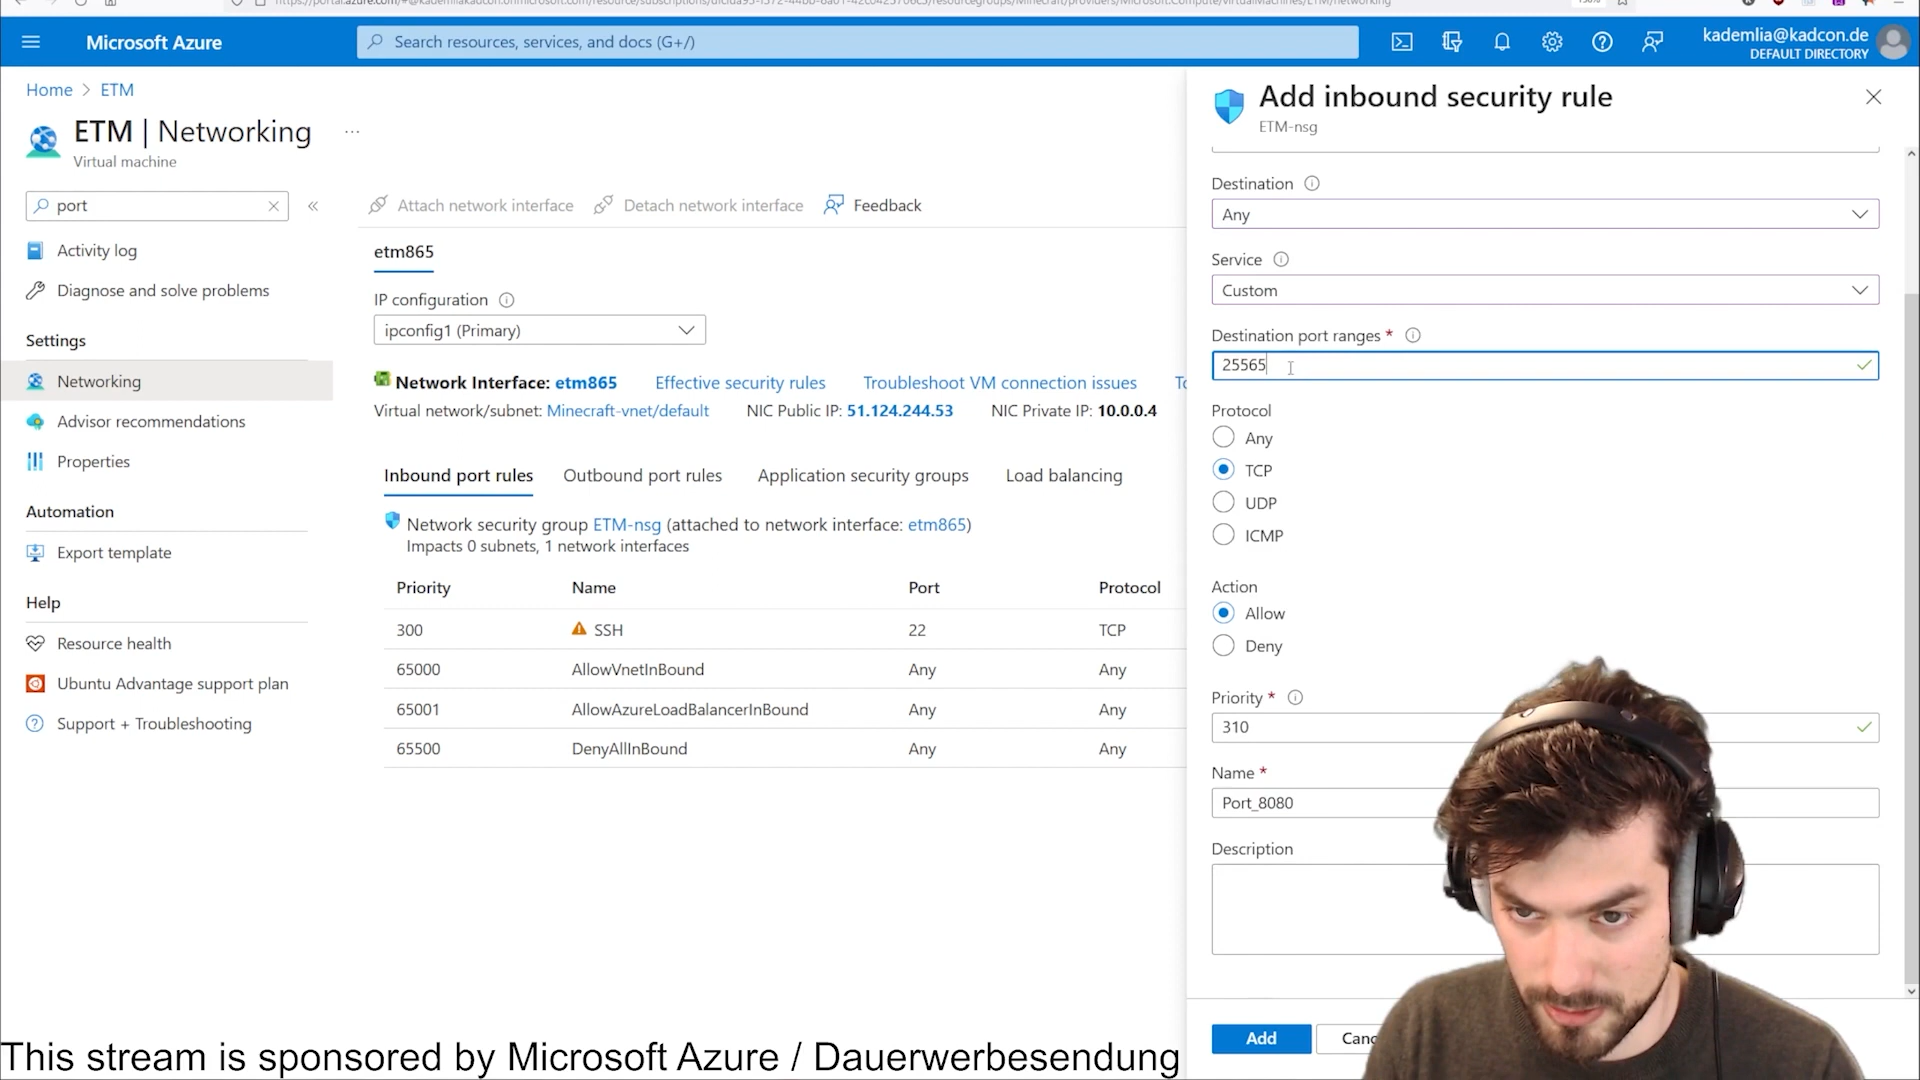 Microsoft Azure
Search resources, services, and docs (G+/)
kademlia@kadcon.de
DEFAULT DIRECTORY
Home > ETM
ETM | Networking ...
Virtual machine
port
Activity log
Diagnose and solve problems
Settings
Networking
Advisor recommendations
Properties
Automation
Export template
Help
Resource health
Ubuntu Advantage support plan
Support + Troubleshooting
Attach network interface
Detach network interface
Feedback
etm865
IP configuration
ipconfig1 (Primary)
Network Interface: etm865 Effective security rules Troubleshoot VM connection issues
Virtual network/subnet: Minecraft-vnet/default NIC Public IP: 51.124.244.53 NIC Private IP: 10.0.0.4
Inbound port rules Outbound port rules Application security groups Load balancing
Network security group ETM-nsg (attached to network interface: etm865)
Impacts 0 subnets, 1 network interfaces
Priority Name Port Protocol
300 SSH 22 TCP
65000 AllowVnetInBound Any Any
65001 AllowAzureLoadBalancerInBound Any Any
65500 DenyAllInBound Any Any
Add inbound security rule
ETM-nsg
Destination
Any
Service
Custom
Destination port ranges *
25565
Protocol
Any
TCP
UDP
ICMP
Action
Allow
Deny
Priority *
310
Name *
Port_8080
Description
Add
Canc
This stream is sponsored by Microsoft Azure / Dauerwerbesendung